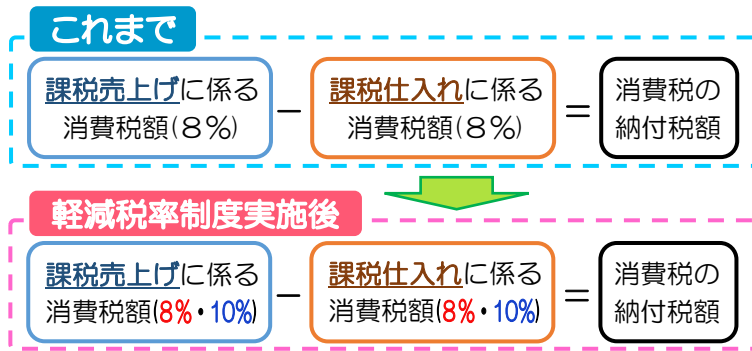 これまで
課税売上げに係る
消費税額(８％)
－
課税仕入れに係る
消費税額(８％)
＝
消費税の
納付税額
軽減税率制度実施後
課税売上げに係る
消費税額(8%・10%)
－
課税仕入れに係る
消費税額(8%・10%)
＝
消費税の
納付税額